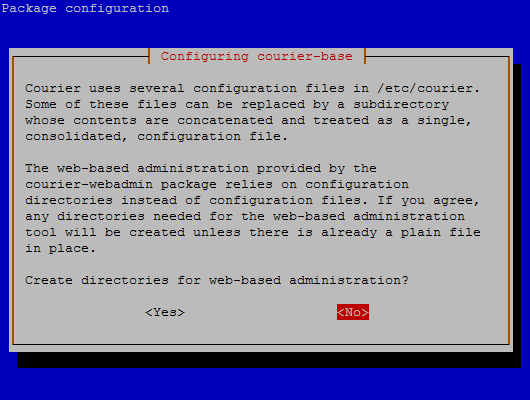 Package configuration
Configuring courier-base
Courier uses several configuration files in /etc/courier.
Some of these files can be replaced by a subdirectory
whose contents are concatenated and treated as a single,
consolidated, configuration file.
The web-based administration provided by the
courier-webadmin package relies on configuration
directories instead of configuration files. If you agree,
any directories needed for the web-based administration
tool will be created unless there is already a plain file
in place.
Create directories for web-based administration?
<Yes> <No>